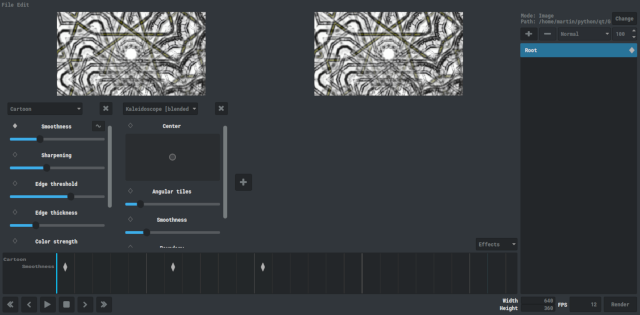 File Edit
Mode: Image
Path: /home/martin/python/qt/6
Change
Normal
100
Root
Cartoon
Kaleidoscope [blended
Smoothness
Center
Sharpening
Edge threshold
Angular tiles
Edge thickness
Smoothness
Color strength
Effects
Cartoon
Smoothness
Width
640
FPS
12
Render
Height
360